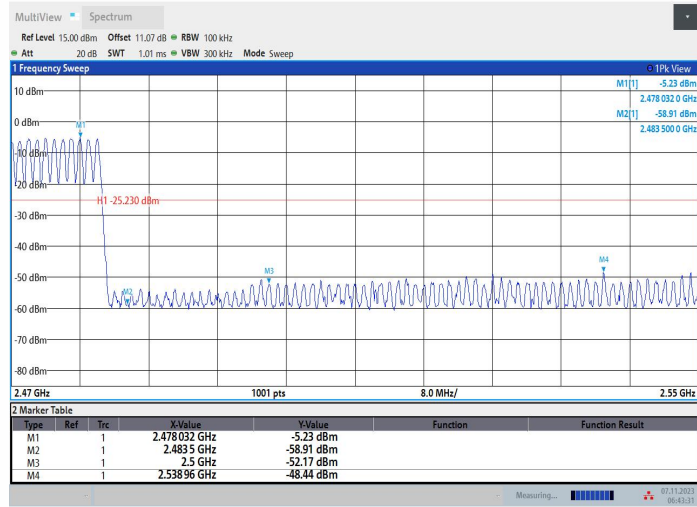 MultiView Spectrum
Ref Level 15.00 dBm Offset 11.07 dB RBW 100 kHz
Att 20 dB SWT 1.01 ms VBW 300 kHz Mode Sweep
1 Frequency Sweep 1Pk View
M1[1] -5.23 dBm
2.478 032 0 GHz
M2[1] -58.91 dBm
2.483 500 0 GHz
10 dBm
0 dBm
M1
-10 dBm
-20 dBm
H1 -25.230 dBm
-30 dBm
-40 dBm
M4
M3
-50 dBm
M2
-60 dBm
-70 dBm
-80 dBm
2.47 GHz 1001 pts 8.0 MHz/ 2.55 GHz
2 Marker Table
Type Ref Trc X-Value Y-Value Function Function Result
M1 1 2.478032 GHz -5.23 dBm
M2 1 2.4835 GHz -58.91 dBm
M3 1 2.5 GHz -52.17 dBm
M4 1 2.53896 GHz -48.44 dBm
Measuring... 07.11.2023
06:43:31